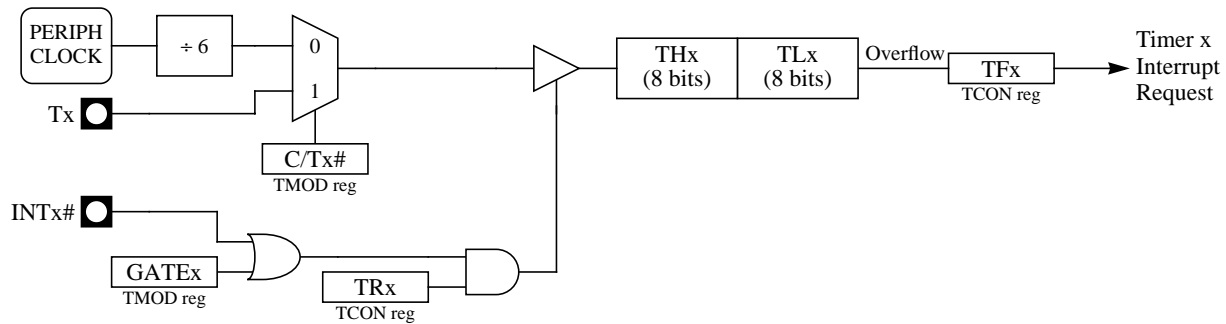 PERIPH
CLOCK
÷ 6
0
1
Tx
C/Tx#
TMOD reg
THx
(8 bits)
TLx
(8 bits)
Overflow
TFx
TCON reg
Timer x
Interrupt
Request
INTx#
GATEx
TMOD reg
TRx
TCON reg